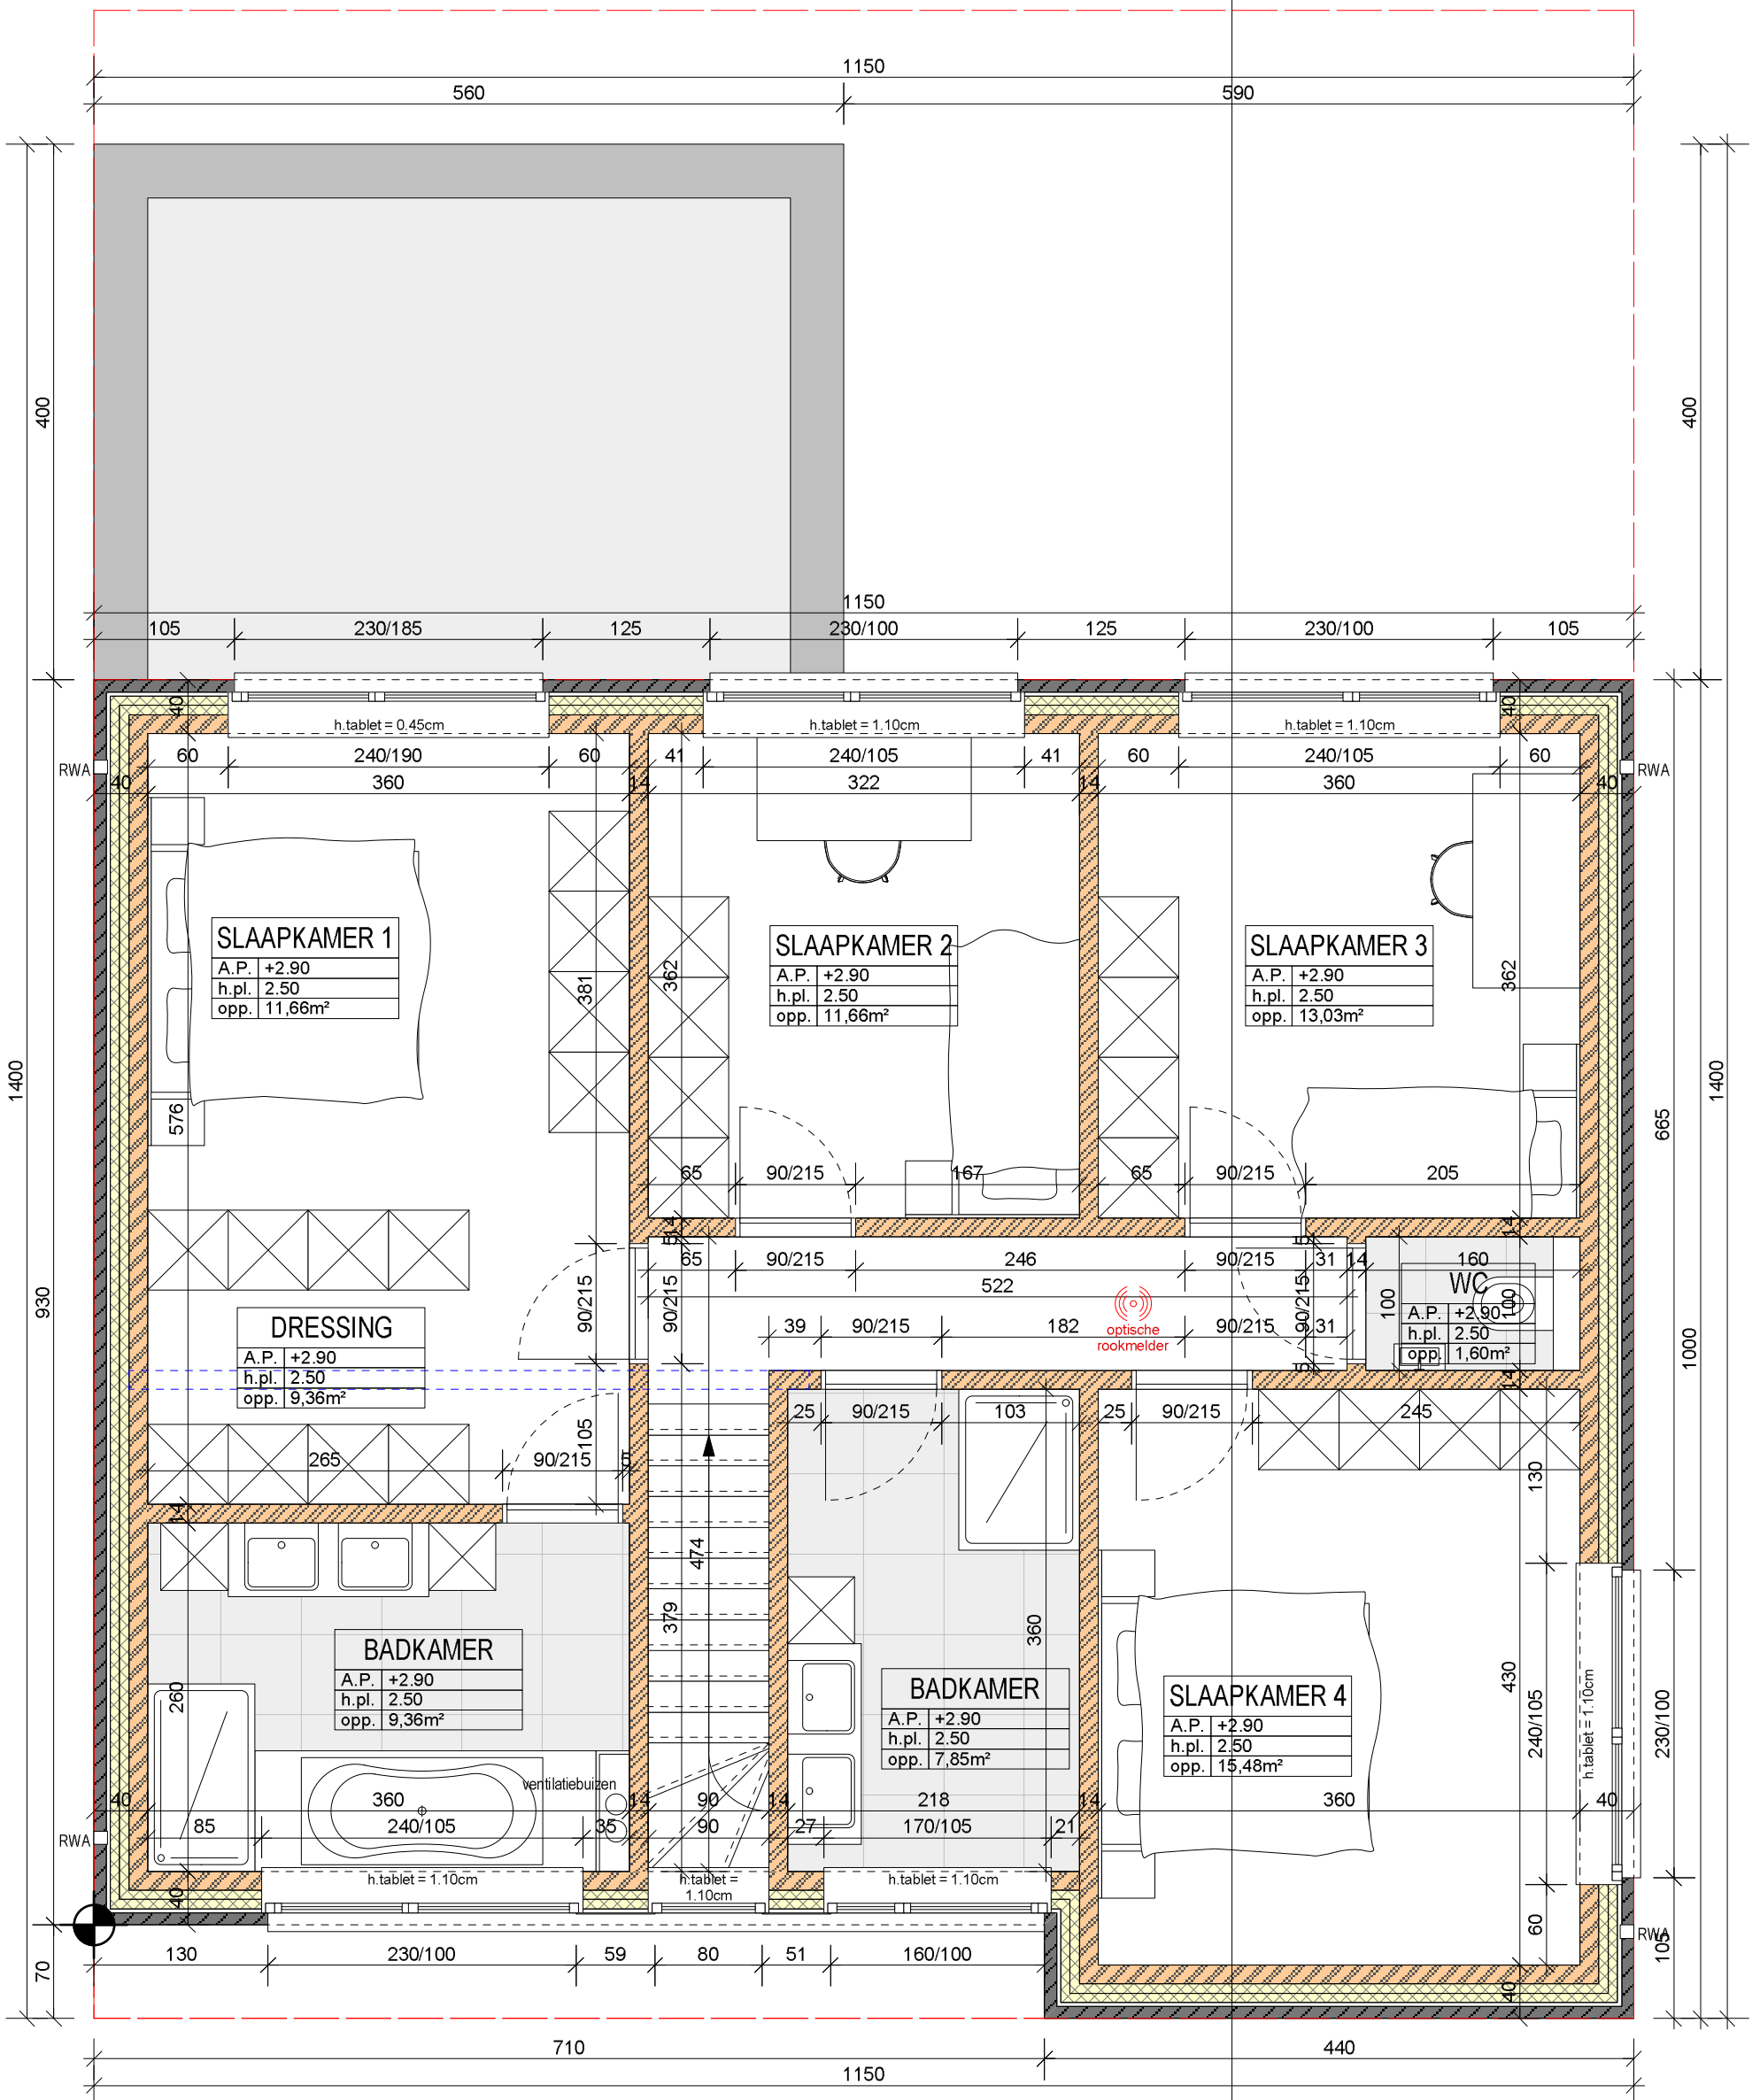 1150
560
590
400
400
1150
105
230/185
125
230/100
125
230/100
105
40
h.tablet = 0.45cm
h.tablet = 1.10cm
h.tablet = 1.10cm
40
60
240/190
60
41
240/105
41
60
240/105
60
RWA
RWA
40
360
14
322
14
360
40
SLAAPKAMER 1
A.P. +2.90
h.pl. 2.50
opp. 11,66m²
SLAAPKAMER 2
A.P. +2.90
h.pl. 2.50
opp. 11,66m²
SLAAPKAMER 3
A.P. +2.90
h.pl. 2.50
opp. 13,03m²
381
362
362
576
1400
665
1400
65
90/215
167
65
90/215
205
14
5
14
5
65
90/215
246
90/215
31
14
160
522
930
90/215
90/215
90/215
100
100
WC
A.P. +2.90
h.pl. 2.50
opp. 1,60m²
1000
39
90/215
182
90/215
31
optische
rookmelder
DRESSING
A.P. +2.90
h.pl. 2.50
opp. 9,36m²
5
14
25
90/215
103
25
90/215
245
105
265
90/215
5
130
14
474
379
360
BADKAMER
A.P. +2.90
h.pl. 2.50
opp. 9,36m²
BADKAMER
A.P. +2.90
h.pl. 2.50
opp. 7,85m²
SLAAPKAMER 4
A.P. +2.90
h.pl. 2.50
opp. 15,48m²
260
430
240/105
h.tablet = 1.10cm
230/100
ventilatiebuizen
40
360
14
90
14
218
14
360
40
RWA
85
240/105
35
90
27
170/105
21
h.tablet = 1.10cm
h.tablet =
1.10cm
h.tablet = 1.10cm
40
60
RWA
105
130
230/100
59
80
51
160/100
70
40
710
440
1150